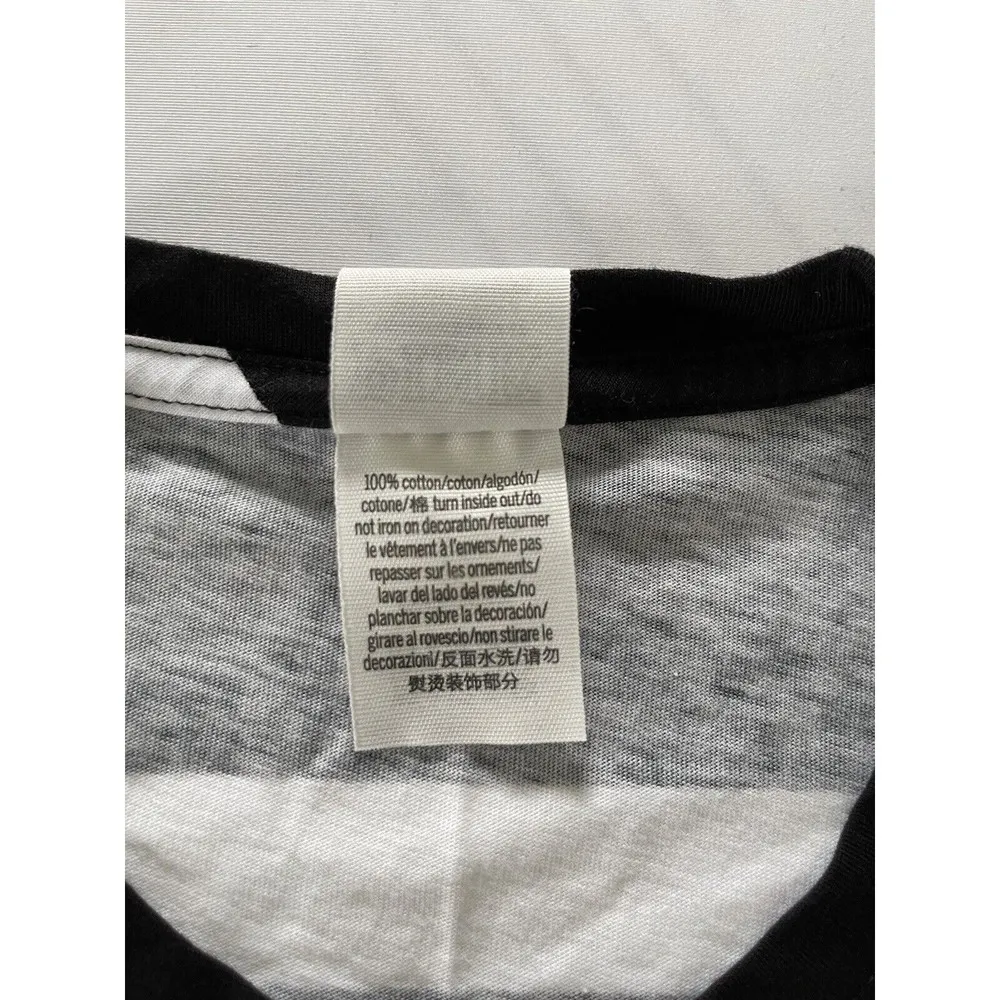 100% cotton/coton/algodón/
cotone/棉 turn inside out/do
not iron on decoration/retourner
le vêtement à l'envers/ne pas
repasser sur les ornements/
lavar del lado del revés/no
planchar sobre la decoración/
girare al rovescio/non stirare le
decorazioni/反面水洗/请勿
熨烫装饰部分